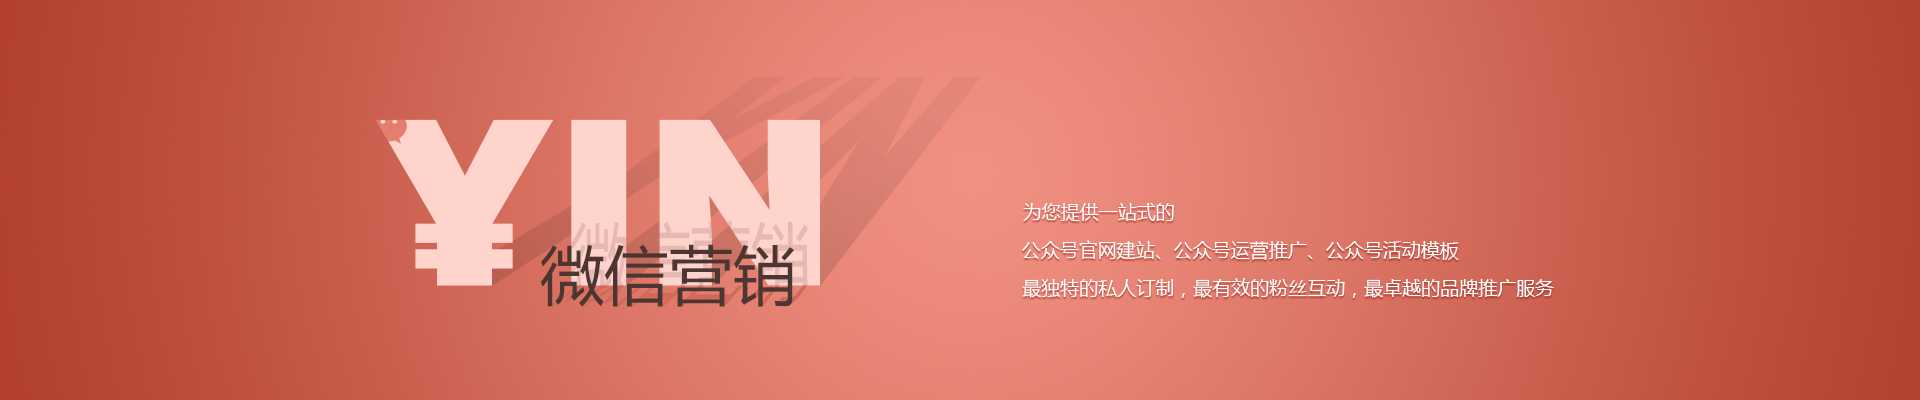 ¥IN
微信营销
为您提供一站式的
公众号官网建站、公众号运营推广、公众号活动模板
最独特的私人订制，最有效的粉丝互动，最卓越的品牌推广服务